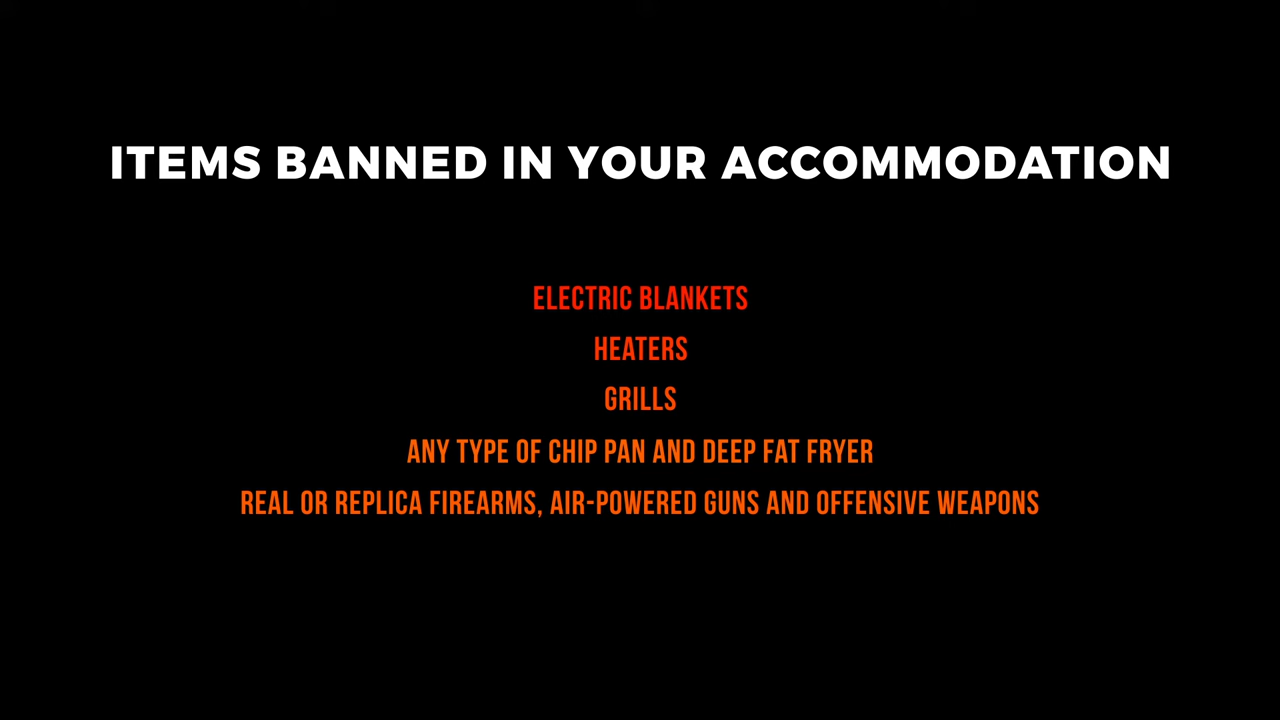 ITEMS BANNED IN YOUR ACCOMMODATION
ELECTRIC BLANKETS
HEATERS
GRILLS
ANY TYPE OF CHIP PAN AND DEEP FAT FRYER
REAL OR REPLICA FIREARMS, AIR-POWERED GUNS AND OFFENSIVE WEAPONS